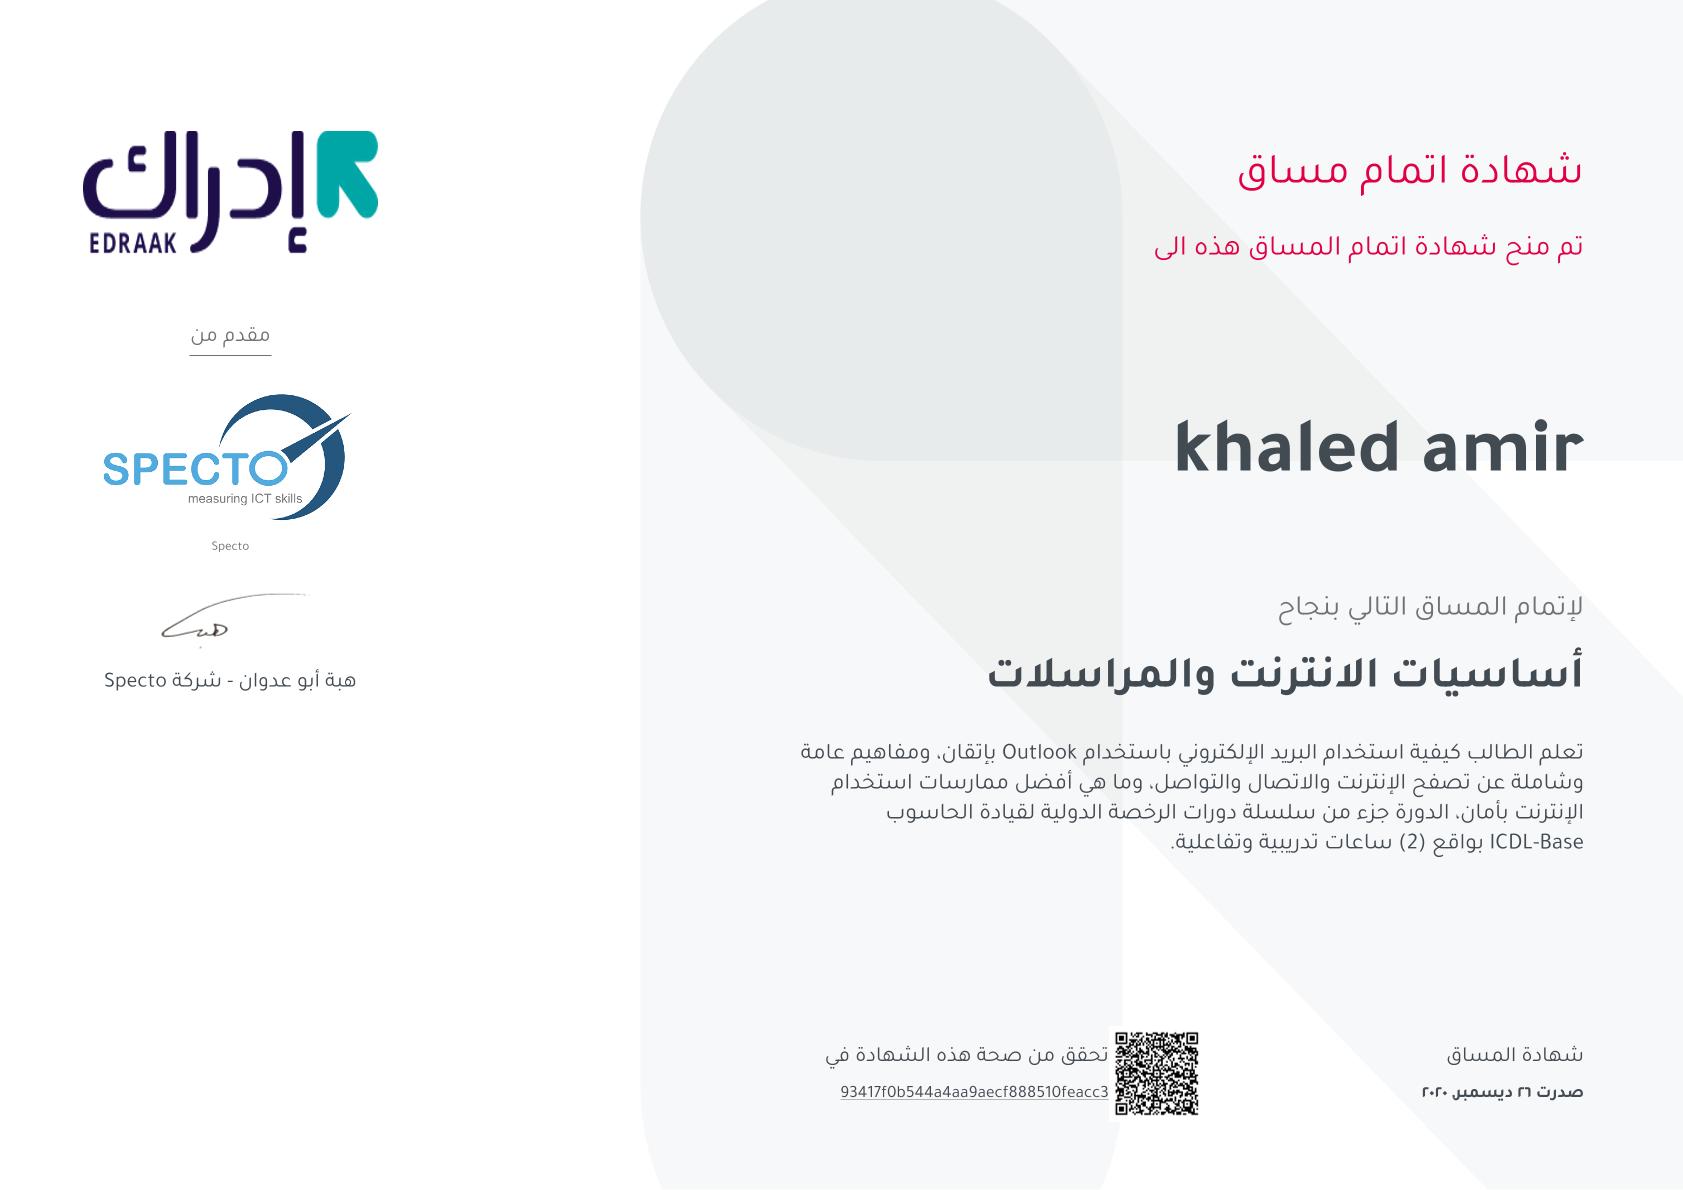 إدراك
EDRAAK
شهادة اتمام مساق
تم منح شهادة اتمام المساق هذه الى
khaled amir
لإتمام المساق التالي بنجاح
أساسيات الانترنت والمراسلات
تعلم الطالب كيفية استخدام البريد الإلكتروني باستخدام Outlook بإتقان، ومفاهيم عامة
وشاملة عن تصفح الإنترنت والاتصال والتواصل، وما هي أفضل ممارسات استخدام
الإنترنت بأمان، الدورة جزء من سلسلة دورات الرخصة الدولية لقيادة الحاسوب
ICDL-Base بواقع (2) ساعات تدريبية وتفاعلية.
شهادة المساق
صدرت ٢٦ ديسمبر, ٢٠٢٠
تحقق من صحة هذه الشهادة في
93417f0b544a4aa9aecf888510feacc3
مقدم من
SPECTO
measuring ICT skills
Specto
هبة
هبة أبو عدوان - شركة Specto